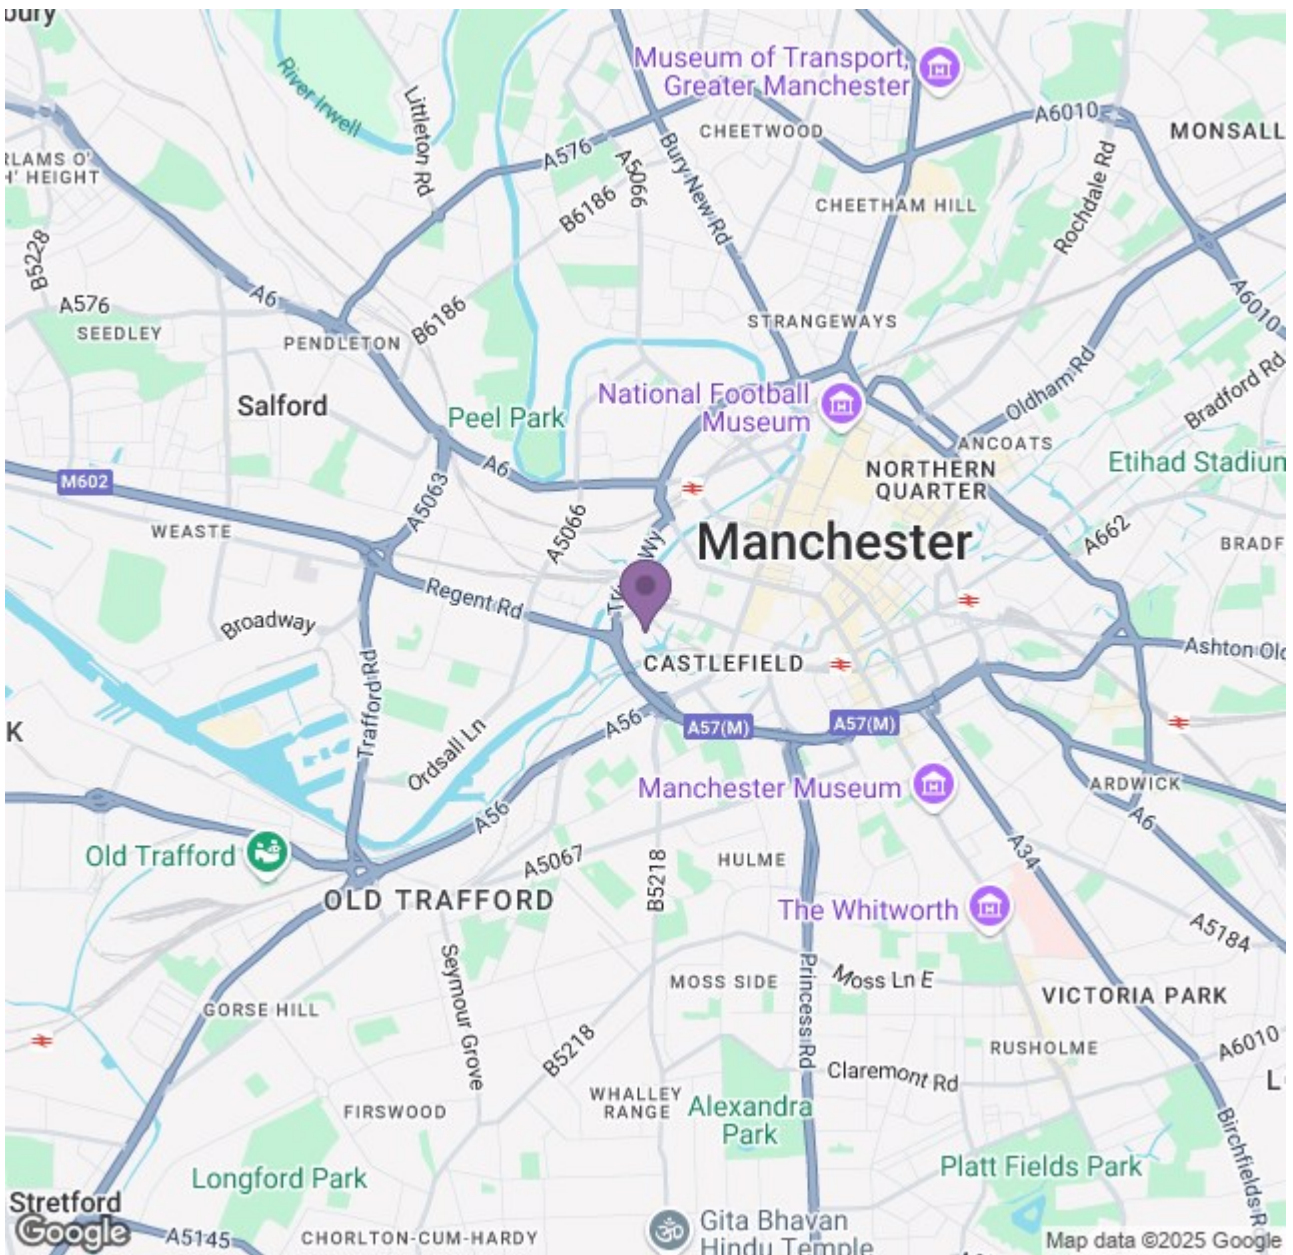 bury
River Irwell
Littleton Rd
Museum of Transport,
Greater Manchester
CHEETWOOD
A6010
MONSALL
RLAMS O'
H' HEIGHT
A576
A5066
Bury New Rd
B6186
CHEETHAM HILL
Rochdale Rd
B5228
A6
A576
SEEDLEY
PENDLETON
B6186
STRANGEWAYS
A6010
Salford
Peel Park
National Football
Museum
Oldham Rd
Bradford Rd
ANCOATS
M602
A5063
A6
NORTHERN
QUARTER
Etihad Stadium
WEASTE
A5066
Wy
Manchester
A662
BRADF
Regent Rd
Broadway
CASTLEFIELD
Ashton Old
K
Trafford Rd
Ordsall Ln
A56
A57(M)
A57(M)
Manchester Museum
ARDWICK
A56
A6
Old Trafford
A5067
B5218
HULME
A34
OLD TRAFFORD
The Whitworth
A5184
Seymour Grove
MOSS SIDE
Princess Rd
Moss Ln E
VICTORIA PARK
GORSE HILL
B5218
RUSHOLME
A6010
Claremont Rd
L
FIRSWOOD
WHALLEY
RANGE
Alexandra
Park
Birchfields R
Longford Park
Platt Fields Park
Stretford
Google
A5145
CHORLTON-CUM-HARDY
Gita Bhavan
Hindu Temple
Map data ©2025 Google